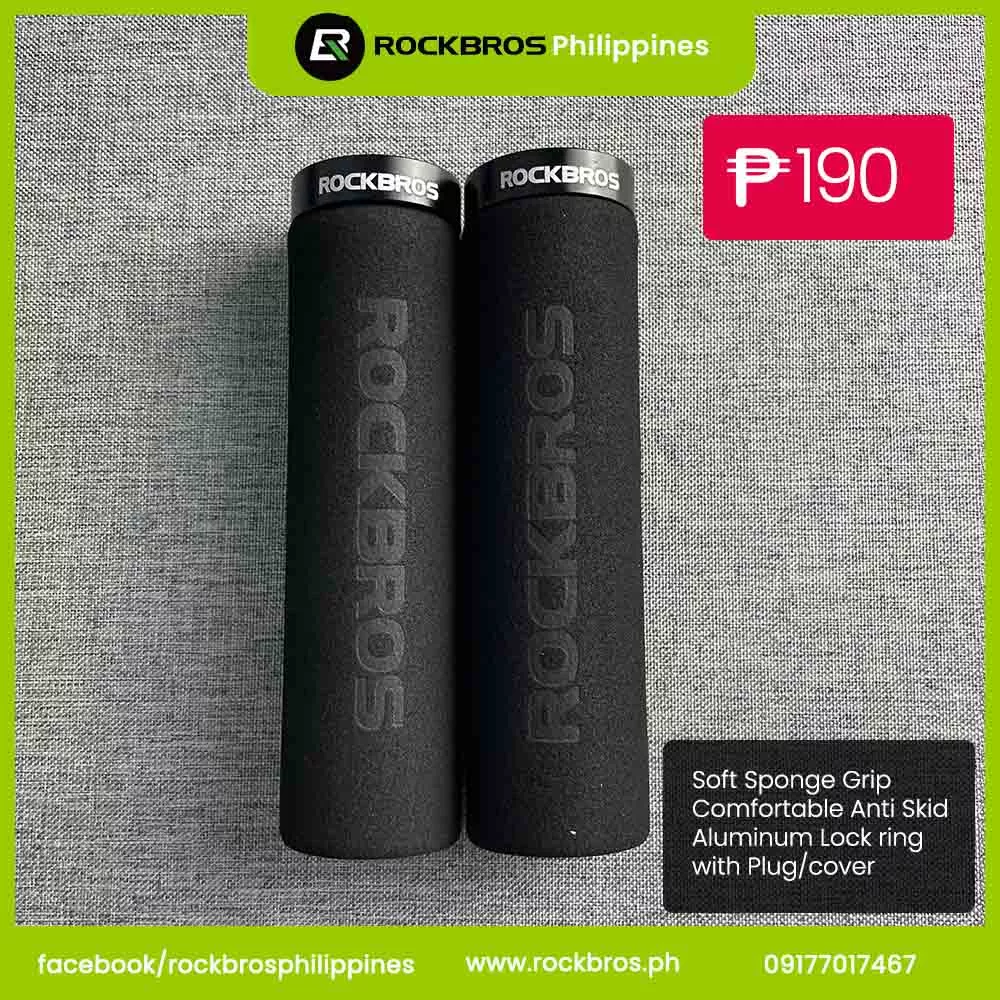 ROCKBROS Philippines
₱190
ROCKBROS
ROCKBROS
ROCKBROS
ROCKBROS
Soft Sponge Grip
Comfortable Anti Skid
Aluminum Lock ring
with Plug/cover
facebook/rockbrosphilippines
www.rockbros.ph
09177017467